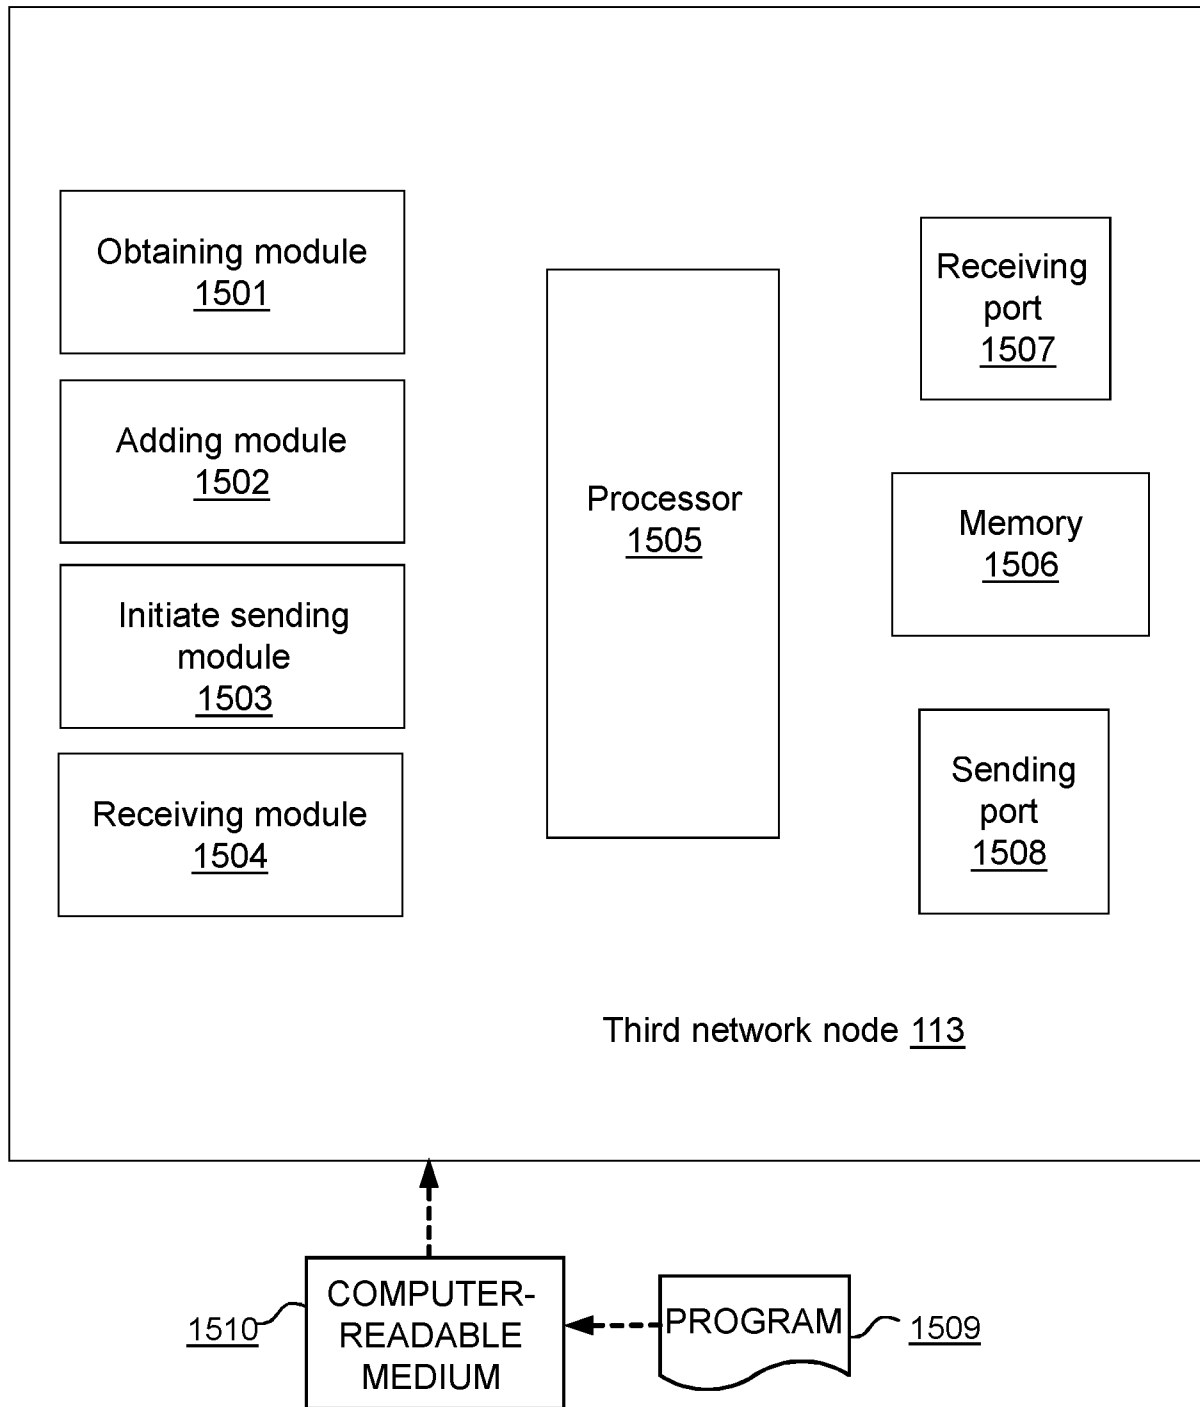 Obtaining module
1501
Adding module
1502
Initiate sending
module
1503
Receiving module
1504
Processor
1505
Receiving
port
1507
Memory
1506
Sending
port
1508
Third network node 113
COMPUTER-
READABLE
MEDIUM
1510
PROGRAM
1509